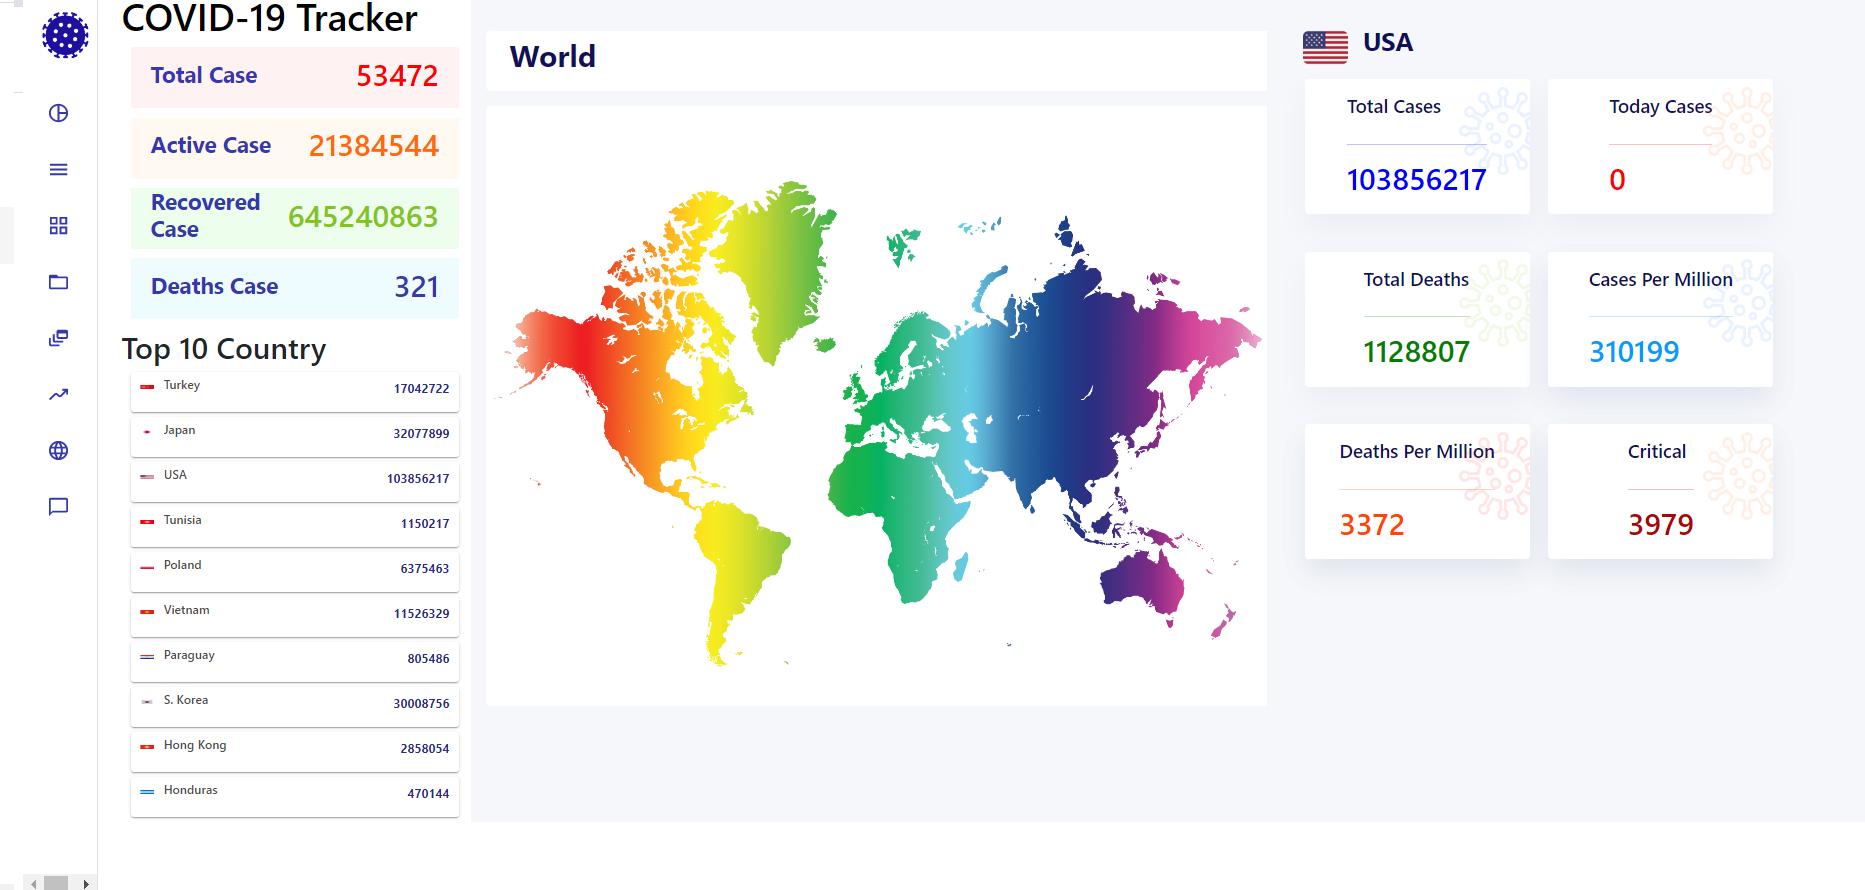 COVID-19 Tracker
Total Case 53472
Active Case 21384544
Recovered
Case 645240863
Deaths Case 321
Top 10 Country
Turkey 17042722
Japan 32077899
USA 103856217
Tunisia 1150217
Poland 6375463
Vietnam 11526329
Paraguay 805486
S. Korea 30008756
Hong Kong 2858054
Honduras 470144
World
USA
Total Cases
103856217
Today Cases
0
Total Deaths
1128807
Cases Per Million
310199
Deaths Per Million
3372
Critical
3979